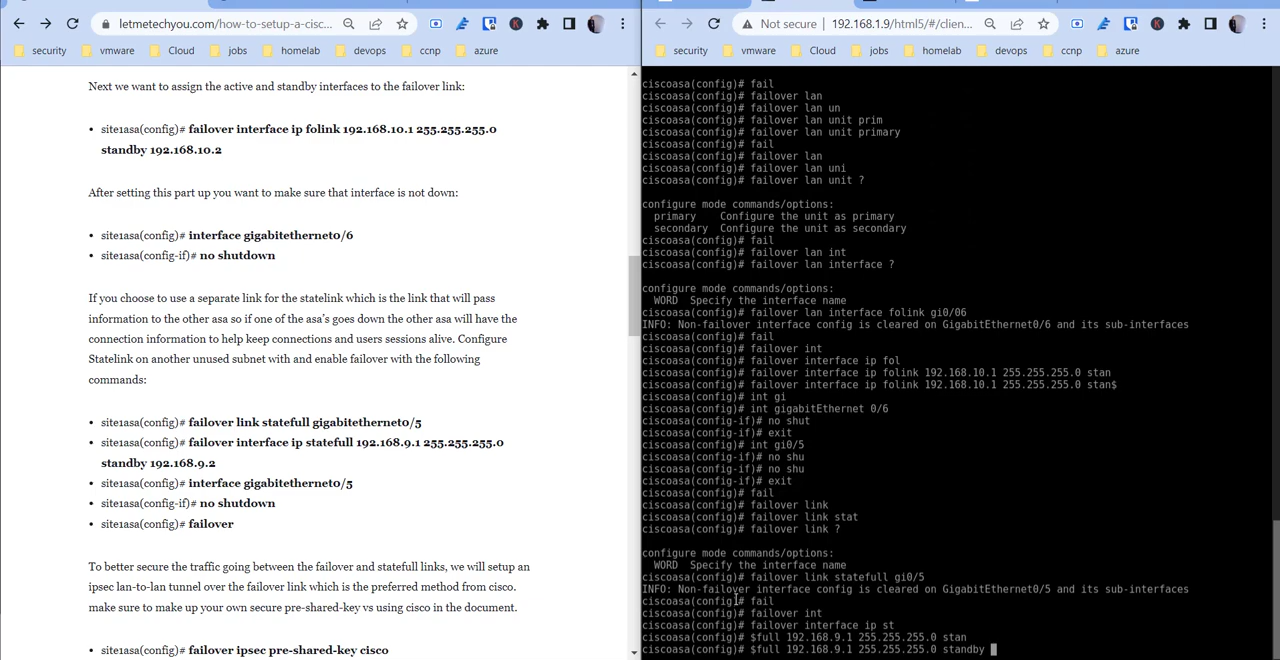 letmetechyou.com/how-to-setup-a-cisc...
security vmware Cloud jobs homelab devops ccnp azure
Next we want to assign the active and standby interfaces to the failover link:
• site1asa(config)# failover interface ip folink 192.168.10.1 255.255.255.0
standby 192.168.10.2
After setting this part up you want to make sure that interface is not down:
• site1asa(config)# interface gigabitethernet0/6
• site1asa(config-if)# no shutdown
If you choose to use a separate link for the statelink which is the link that will pass
information to the other asa so if one of the asa's goes down the other asa will have the
connection information to help keep connections and users sessions alive. Configure
Statelink on another unused subnet with and enable failover with the following
commands:
• site1asa(config)# failover link statefull gigabitethernet0/5
• site1asa(config)# failover interface ip statefull 192.168.9.1 255.255.255.0
standby 192.168.9.2
• site1asa(config)# interface gigabitethernet0/5
• site1asa(config-if)# no shutdown
• site1asa(config)# failover
To better secure the traffic going between the failover and statefull links, we will setup an
ipsec lan-to-lan tunnel over the failover link which is the preferred method from cisco.
make sure to make up your own secure pre-shared-key vs using cisco in the document.
• site1asa(config)# failover ipsec pre-shared-key cisco
Not secure 192.168.1.9/html5/#/clien...
security vmware Cloud jobs homelab devops ccnp azure
ciscoasa(config)# fail
ciscoasa(config)# failover lan
ciscoasa(config)# failover lan un
ciscoasa(config)# failover lan unit prim
ciscoasa(config)# failover lan unit primary
ciscoasa(config)# fail
ciscoasa(config)# failover lan
ciscoasa(config)# failover lan uni
ciscoasa(config)# failover lan unit ?
configure mode commands/options:
primary Configure the unit as primary
secondary Configure the unit as secondary
ciscoasa(config)# fail
ciscoasa(config)# failover lan int
ciscoasa(config)# failover lan interface ?
configure mode commands/options:
WORD Specify the interface name
ciscoasa(config)# failover lan interface folink gi0/06
INFO: Non-failover interface config is cleared on GigabitEthernet0/6 and its sub-interfaces
ciscoasa(config)# fail
ciscoasa(config)# failover int
ciscoasa(config)# failover interface ip fol
ciscoasa(config)# failover interface ip folink 192.168.10.1 255.255.255.0 stan
ciscoasa(config)# failover interface ip folink 192.168.10.1 255.255.255.0 stan$
ciscoasa(config)# int gi
ciscoasa(config)# int gigabitEthernet 0/6
ciscoasa(config-if)# no shut
ciscoasa(config-if)# exit
ciscoasa(config)# int gi0/5
ciscoasa(config-if)# no shu
ciscoasa(config-if)# no shu
ciscoasa(config-if)# exit
ciscoasa(config)# fail
ciscoasa(config)# failover link
ciscoasa(config)# failover link stat
ciscoasa(config)# failover link ?
configure mode commands/options:
WORD Specify the interface name
ciscoasa(config)# failover link statefull gi0/5
INFO: Non-failover interface config is cleared on GigabitEthernet0/5 and its sub-interfaces
ciscoasa(config)# fail
ciscoasa(config)# failover int
ciscoasa(config)# failover interface ip st
ciscoasa(config)# $full 192.168.9.1 255.255.255.0 stan
ciscoasa(config)# $full 192.168.9.1 255.255.255.0 standby